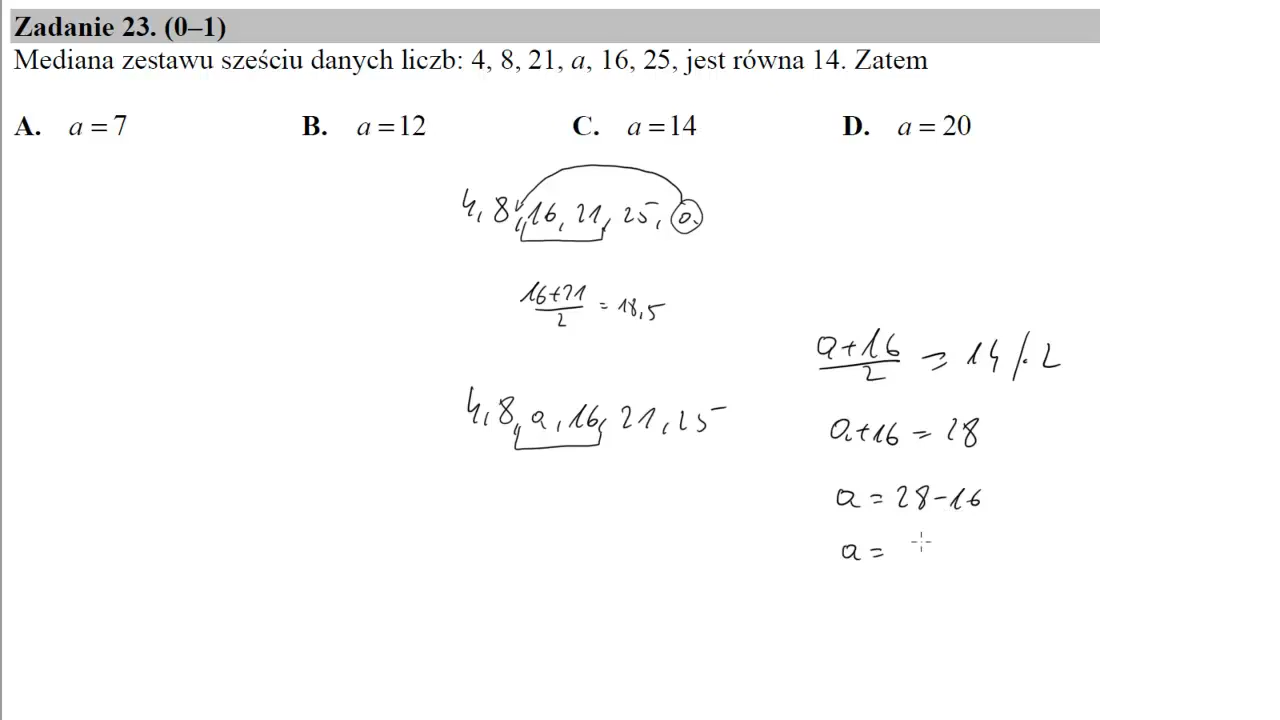 Zadanie 23. (0–1)
Mediana zestawu sześciu danych liczb: 4, 8, 21, a, 16, 25, jest równa 14. Zatem
A. a = 7 B. a = 12 C. a = 14 D. a = 20
4, 8, 16, 21, 25, a
16+21/2 = 18,5
a+16/2 = 14 /·2
4, 8, a, 16, 21, 25
a+16 = 28
a = 28-16
a =